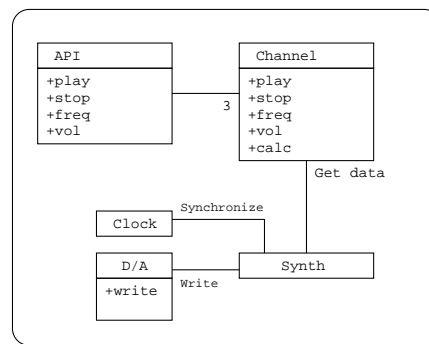 API
+play
+stop
+freq
+vol
3
Channel
+play
+stop
+freq
+vol
+calc
Get data
Synchronize
Clock
D/A
+write
Write
Synth